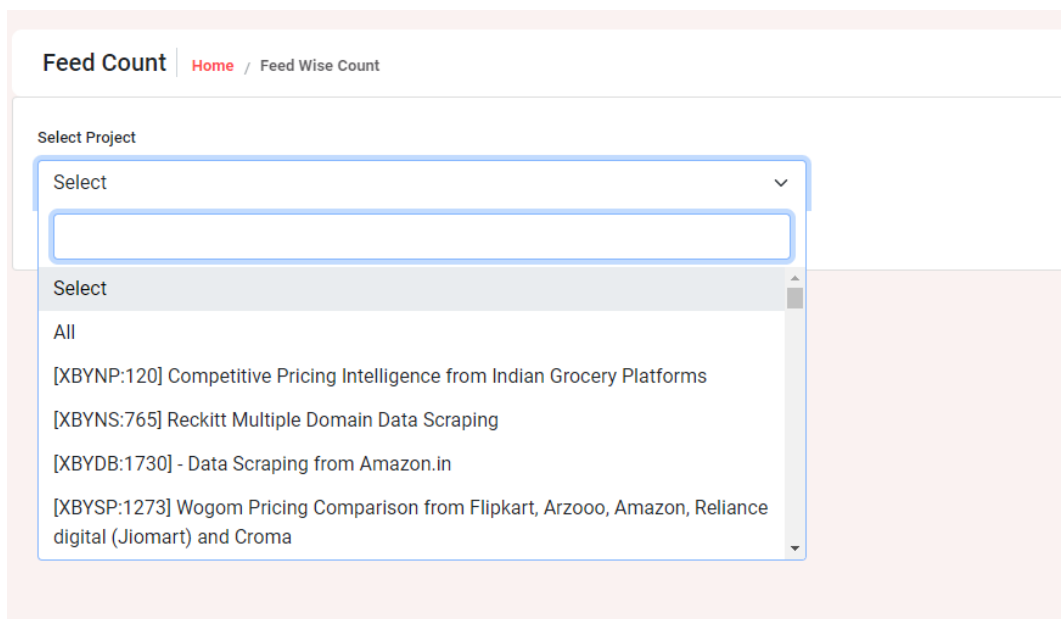 Feed Count Home / Feed Wise Count
Select Project
Select
Select
All
[XBYNP:120] Competitive Pricing Intelligence from Indian Grocery Platforms
[XBYNS:765] Reckitt Multiple Domain Data Scraping
[XBYDB:1730] - Data Scraping from Amazon.in
[XBYSP:1273] Wogom Pricing Comparison from Flipkart, Arzooo, Amazon, Reliance
digital (Jiomart) and Croma